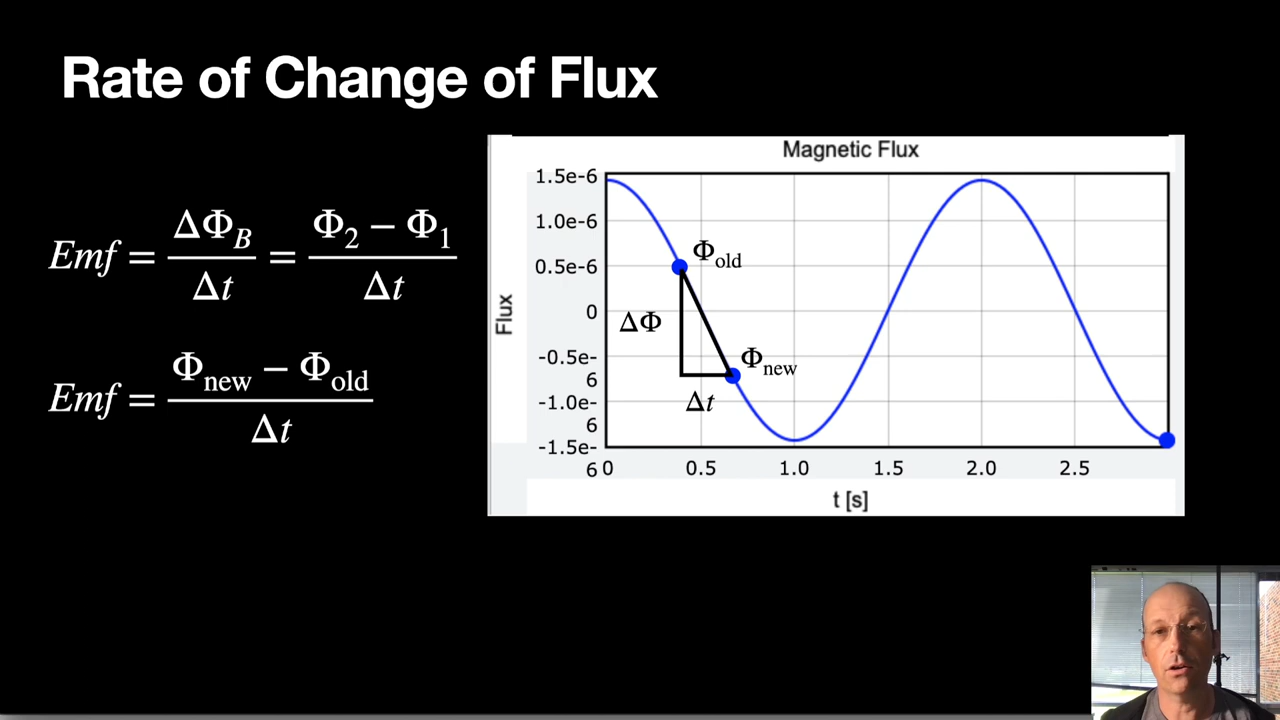 Rate of Change of Flux
Emf = ΔΦ_B / Δt = Φ_2 − Φ_1 / Δt
Emf = Φ_new − Φ_old / Δt
Magnetic Flux
Flux
1.5e-6
1.0e-6
0.5e-6
0
-0.5e-
6
-1.0e-
6
-1.5e-
6
Φ_old
ΔΦ
Φ_new
Δt
0 0.5 1.0 1.5 2.0 2.5
t [s]